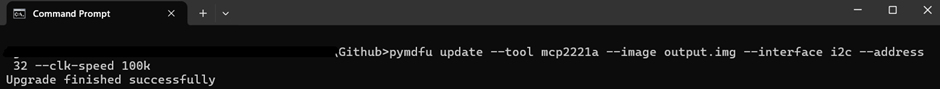 Command Prompt
\Github>pymdfu update --tool mcp2221a --image output.img --interface i2c --address
32 --clk-speed 100k
Upgrade finished successfully